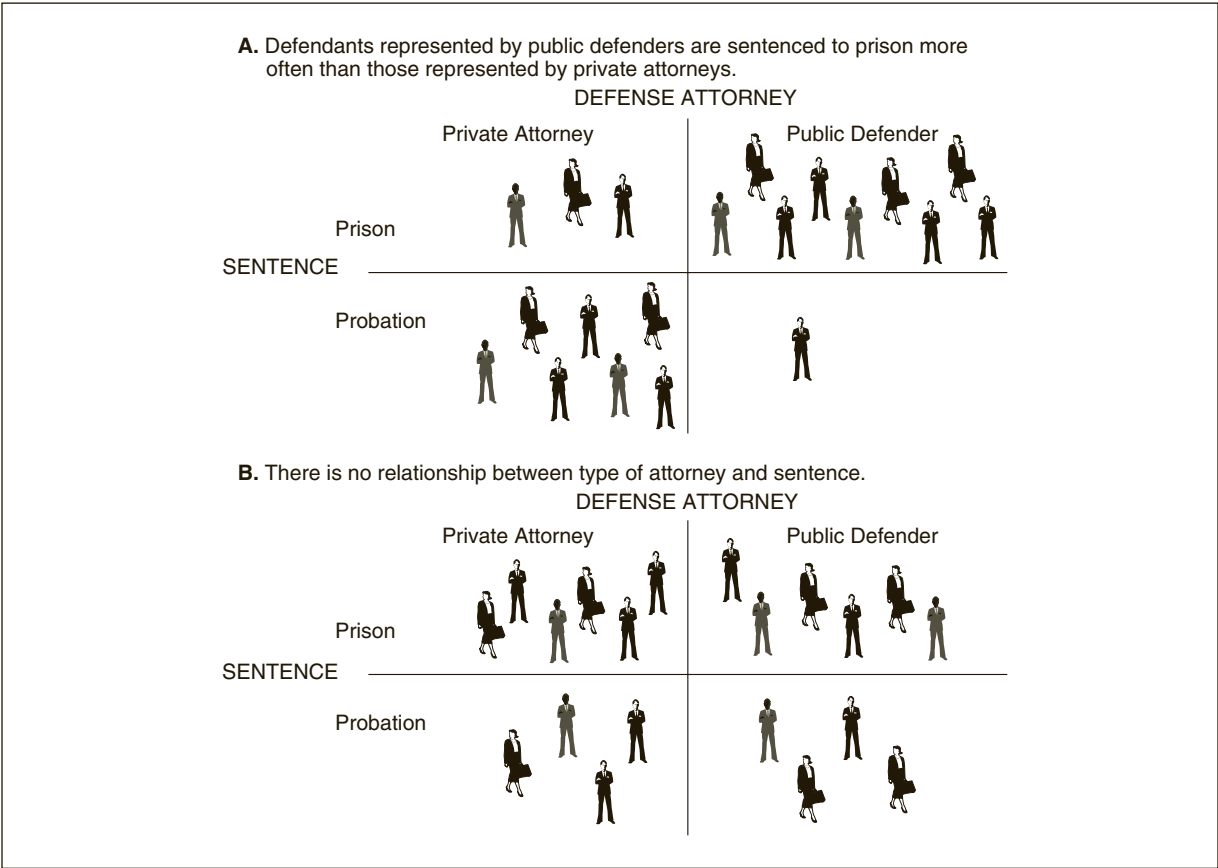 A. Defendants represented by public defenders are sentenced to prison more
often than those represented by private attorneys.
DEFENSE ATTORNEY
Private Attorney
Public Defender
Prison
SENTENCE
Probation
B. There is no relationship between type of attorney and sentence.
DEFENSE ATTORNEY
Private Attorney
Public Defender
Prison
SENTENCE
Probation